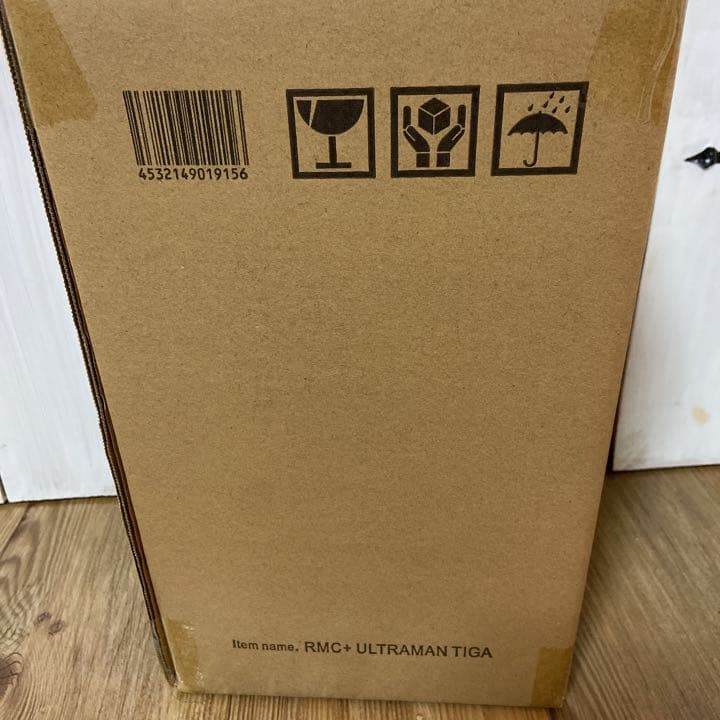 4532149019156
Item name. RMC+ ULTRAMAN TIGA